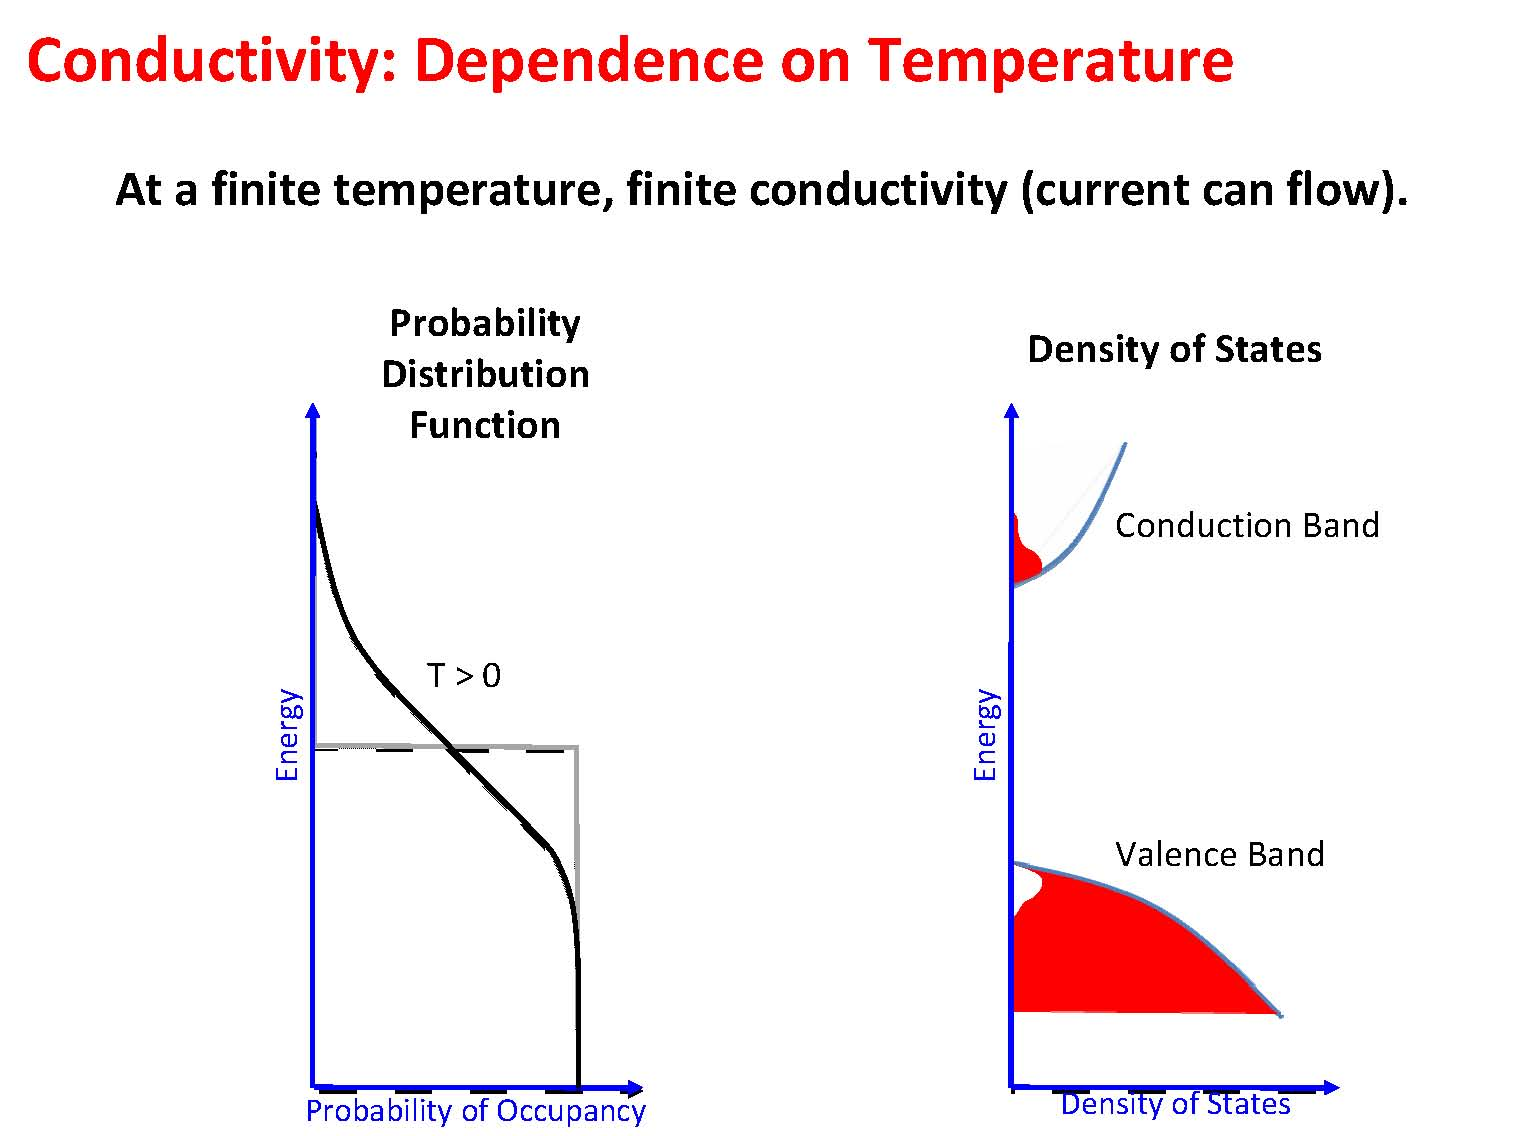 Conductivity: Dependence on Temperature
At a finite temperature, finite conductivity (current can flow).
Probability
Distribution
Function
Density of States
Conduction Band
T > 0
Energy
Energy
Valence Band
Probability of Occupancy
Density of States